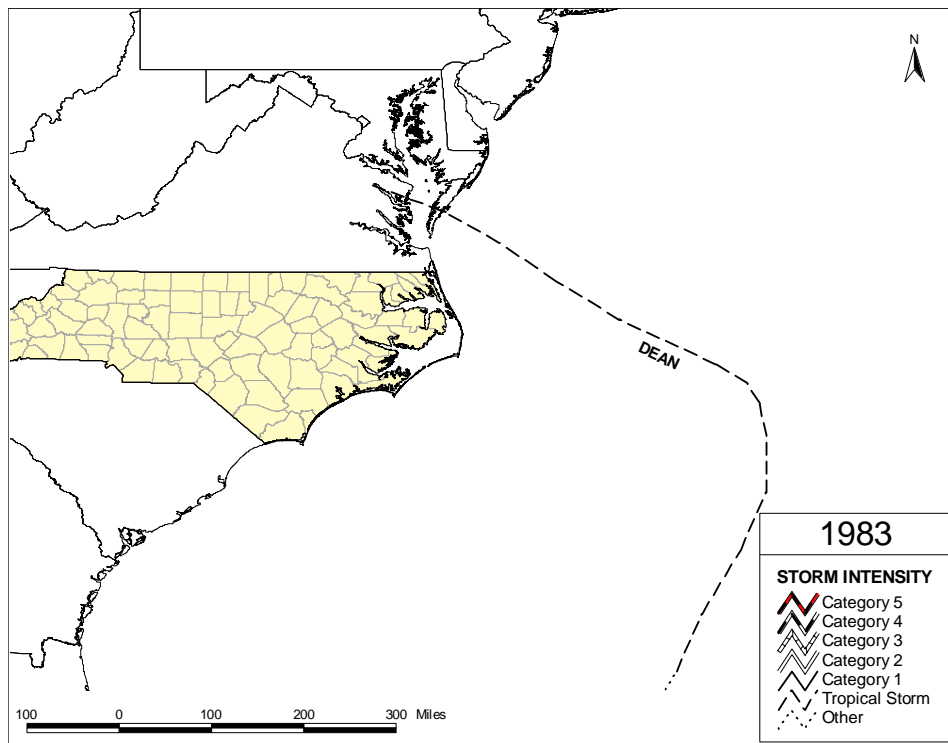 N
DEAN
1983
STORM INTENSITY
Category 5
Category 4
Category 3
Category 2
Category 1
Tropical Storm
Other
100 0 100 200 300 Miles